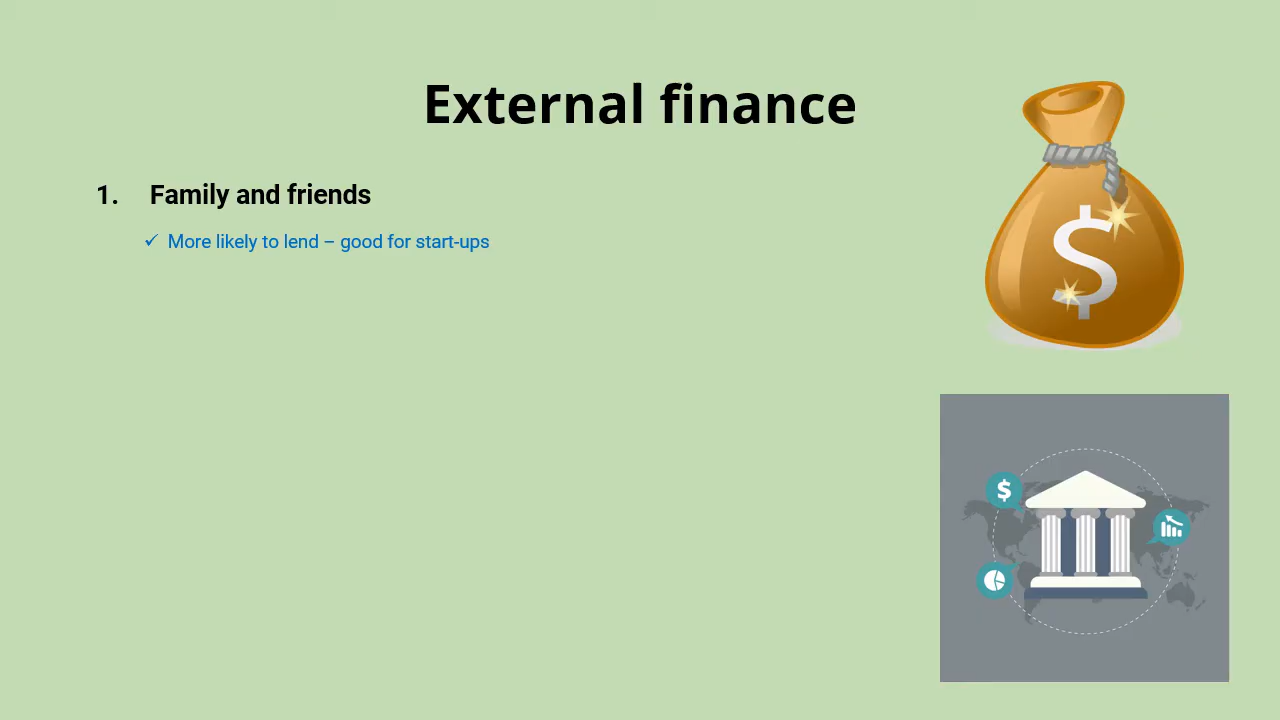 External finance
1. Family and friends
✓ More likely to lend – good for start-ups
$
$